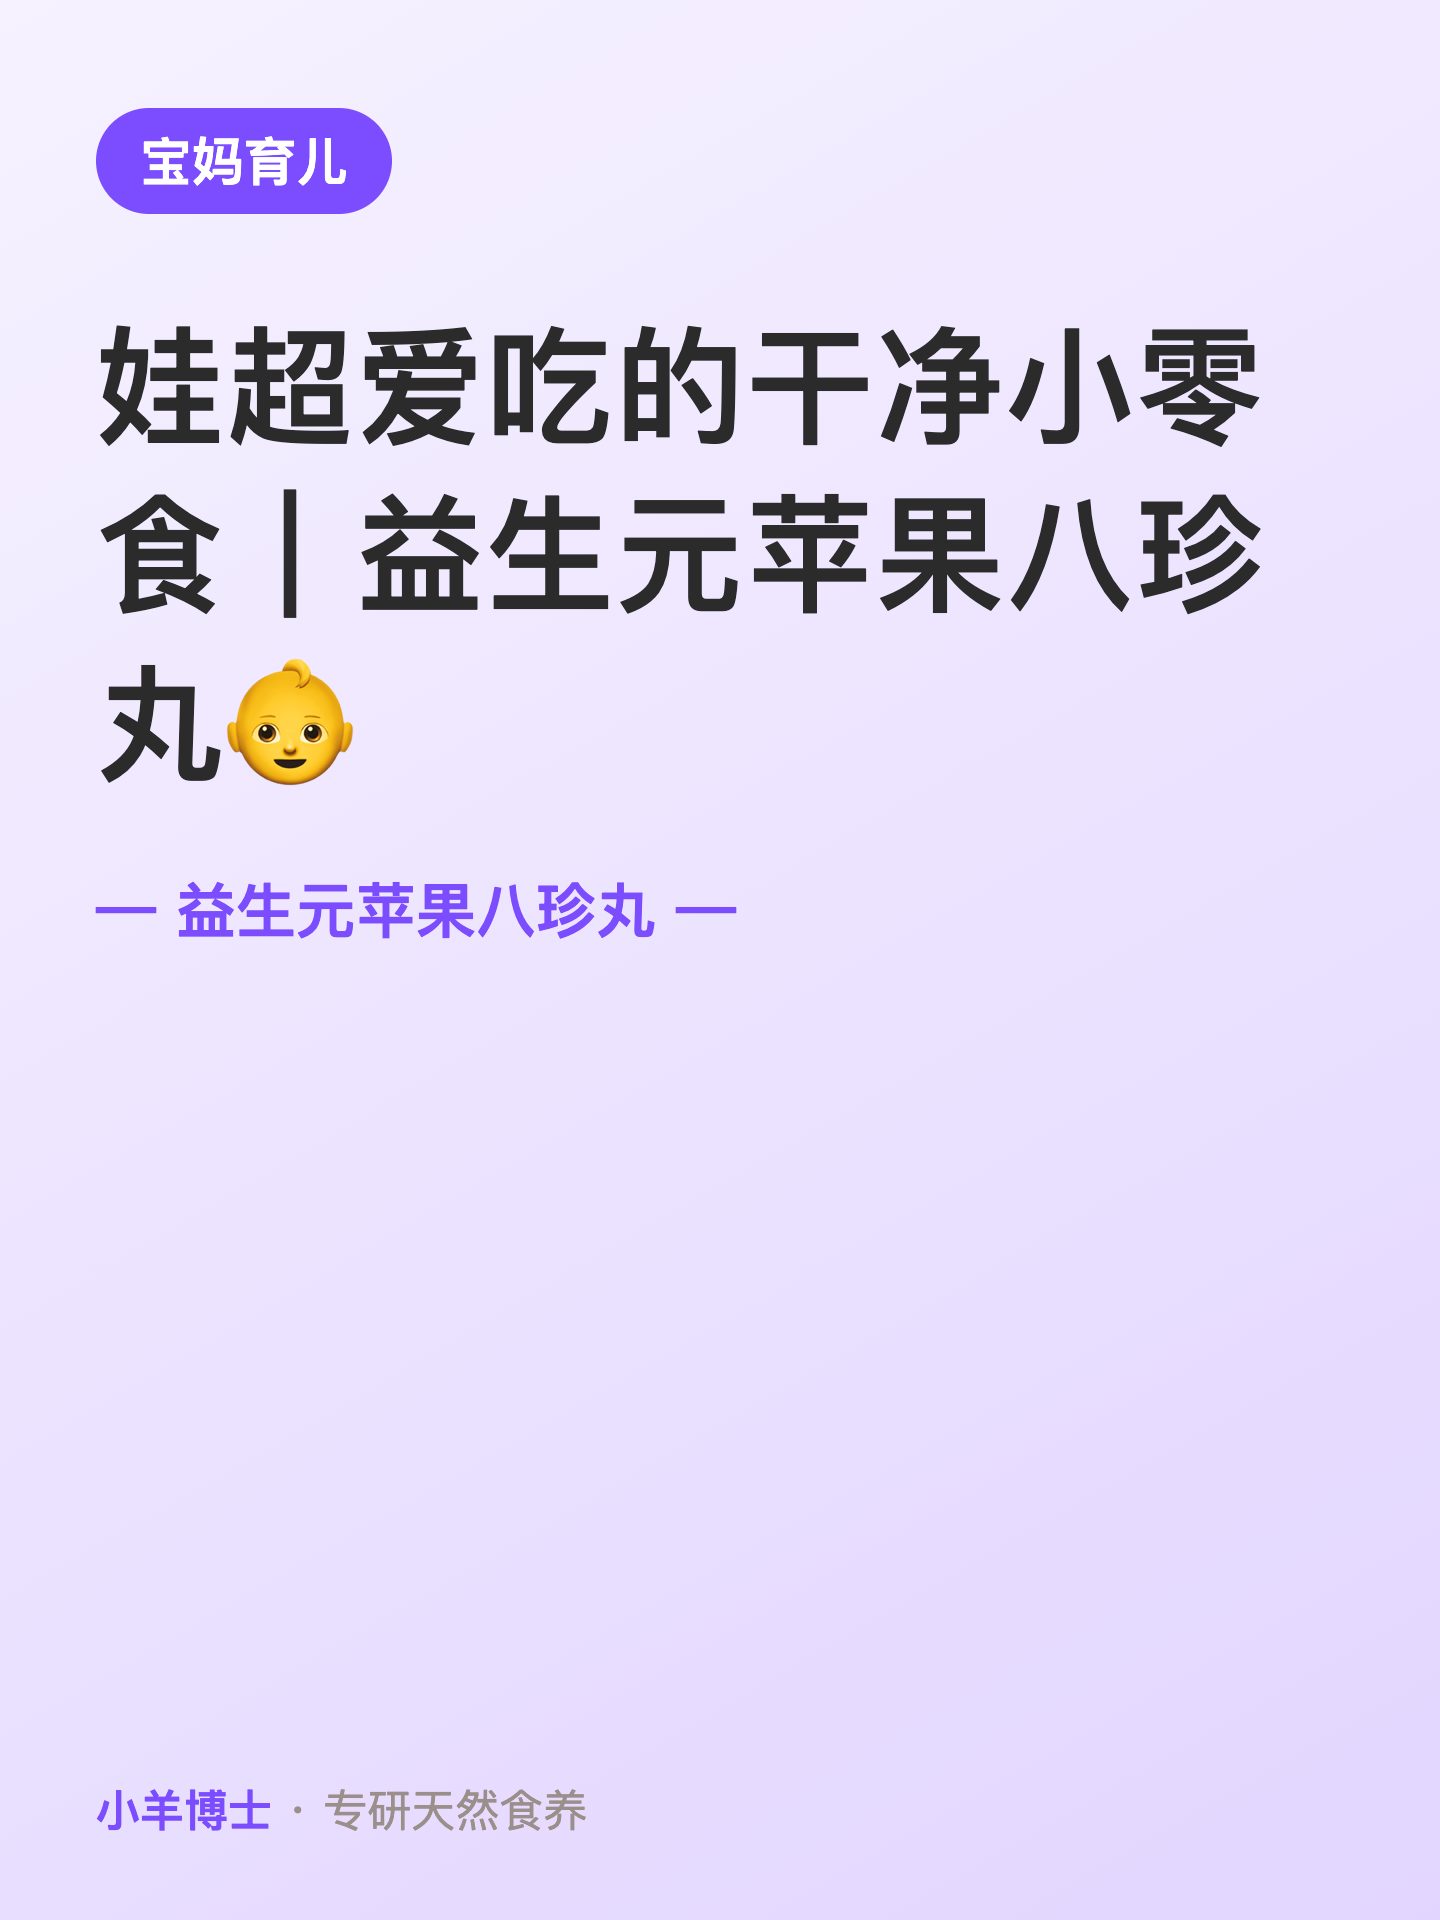 宝妈育儿
娃超爱吃的干净小零
食｜益生元苹果八珍
丸👶
— 益生元苹果八珍丸 —
小羊博士 · 专研天然食养